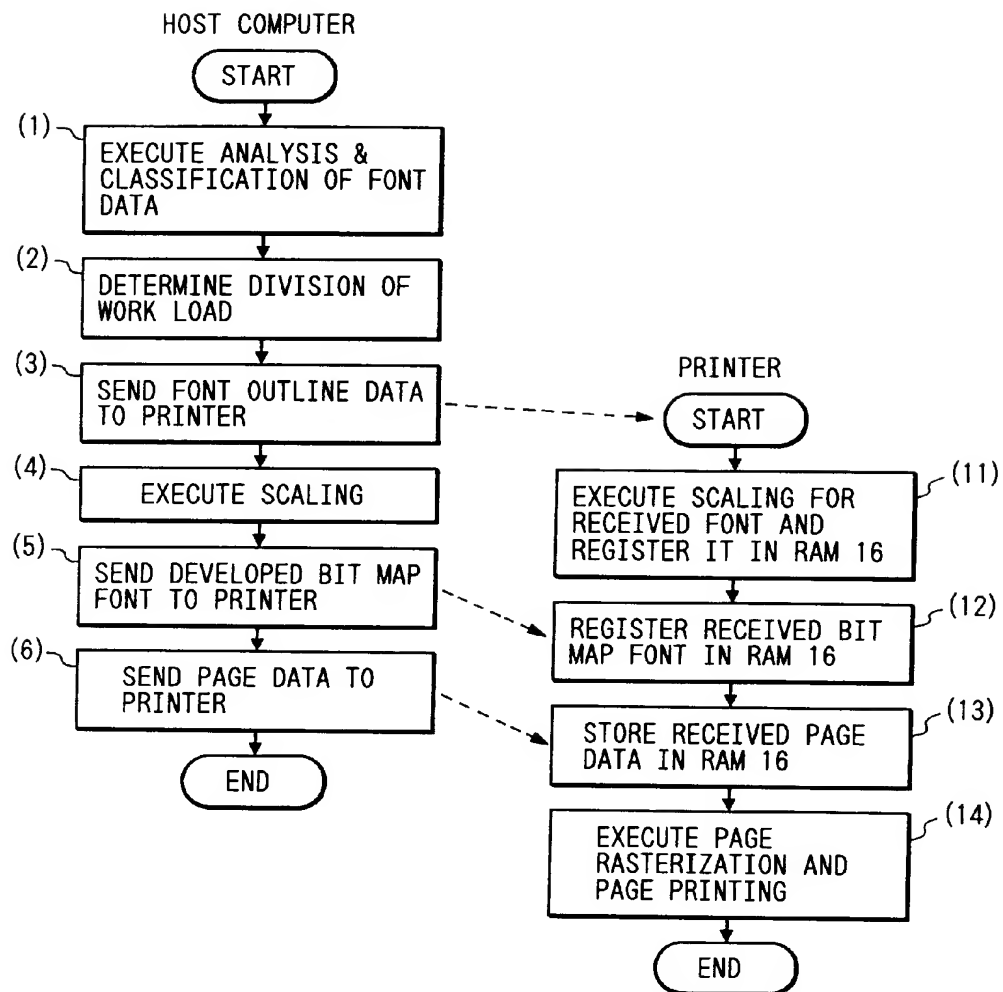 HOST COMPUTER
START
(1)
EXECUTE ANALYSIS &
CLASSIFICATION OF FONT
DATA
(2)
DETERMINE DIVISION OF
WORK LOAD
(3)
SEND FONT OUTLINE DATA
TO PRINTER
(4)
EXECUTE SCALING
(5)
SEND DEVELOPED BIT MAP
FONT TO PRINTER
(6)
SEND PAGE DATA TO
PRINTER
END
PRINTER
START
(11)
EXECUTE SCALING FOR
RECEIVED FONT AND
REGISTER IT IN RAM 16
(12)
REGISTER RECEIVED BIT
MAP FONT IN RAM 16
(13)
STORE RECEIVED PAGE
DATA IN RAM 16
(14)
EXECUTE PAGE
RASTERIZATION AND
PAGE PRINTING
END